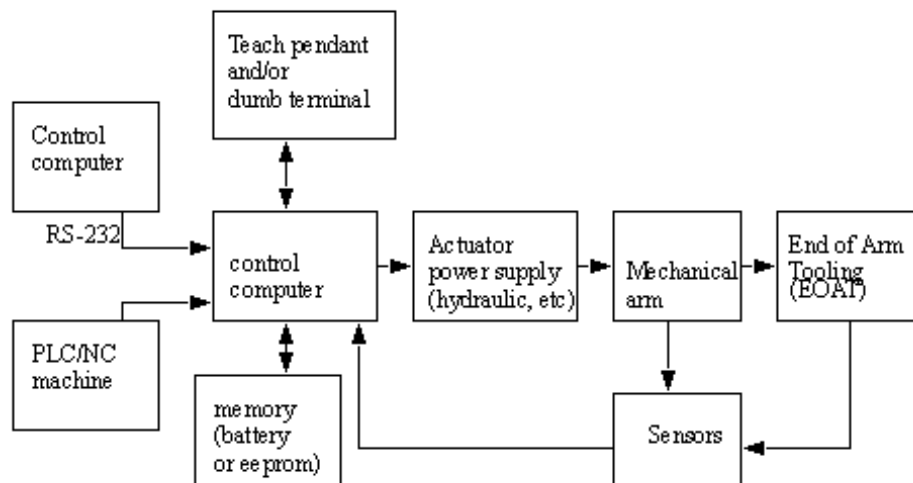 Teach pendant
and/or
dumb terminal
Control
computer
RS-232
control
computer
Actuator
power supply
(hydraulic, etc)
Mechanical
arm
End of Arm
Tooling
(EOAT)
PLC/NC
machine
memory
(battery
or eeprom)
Sensors